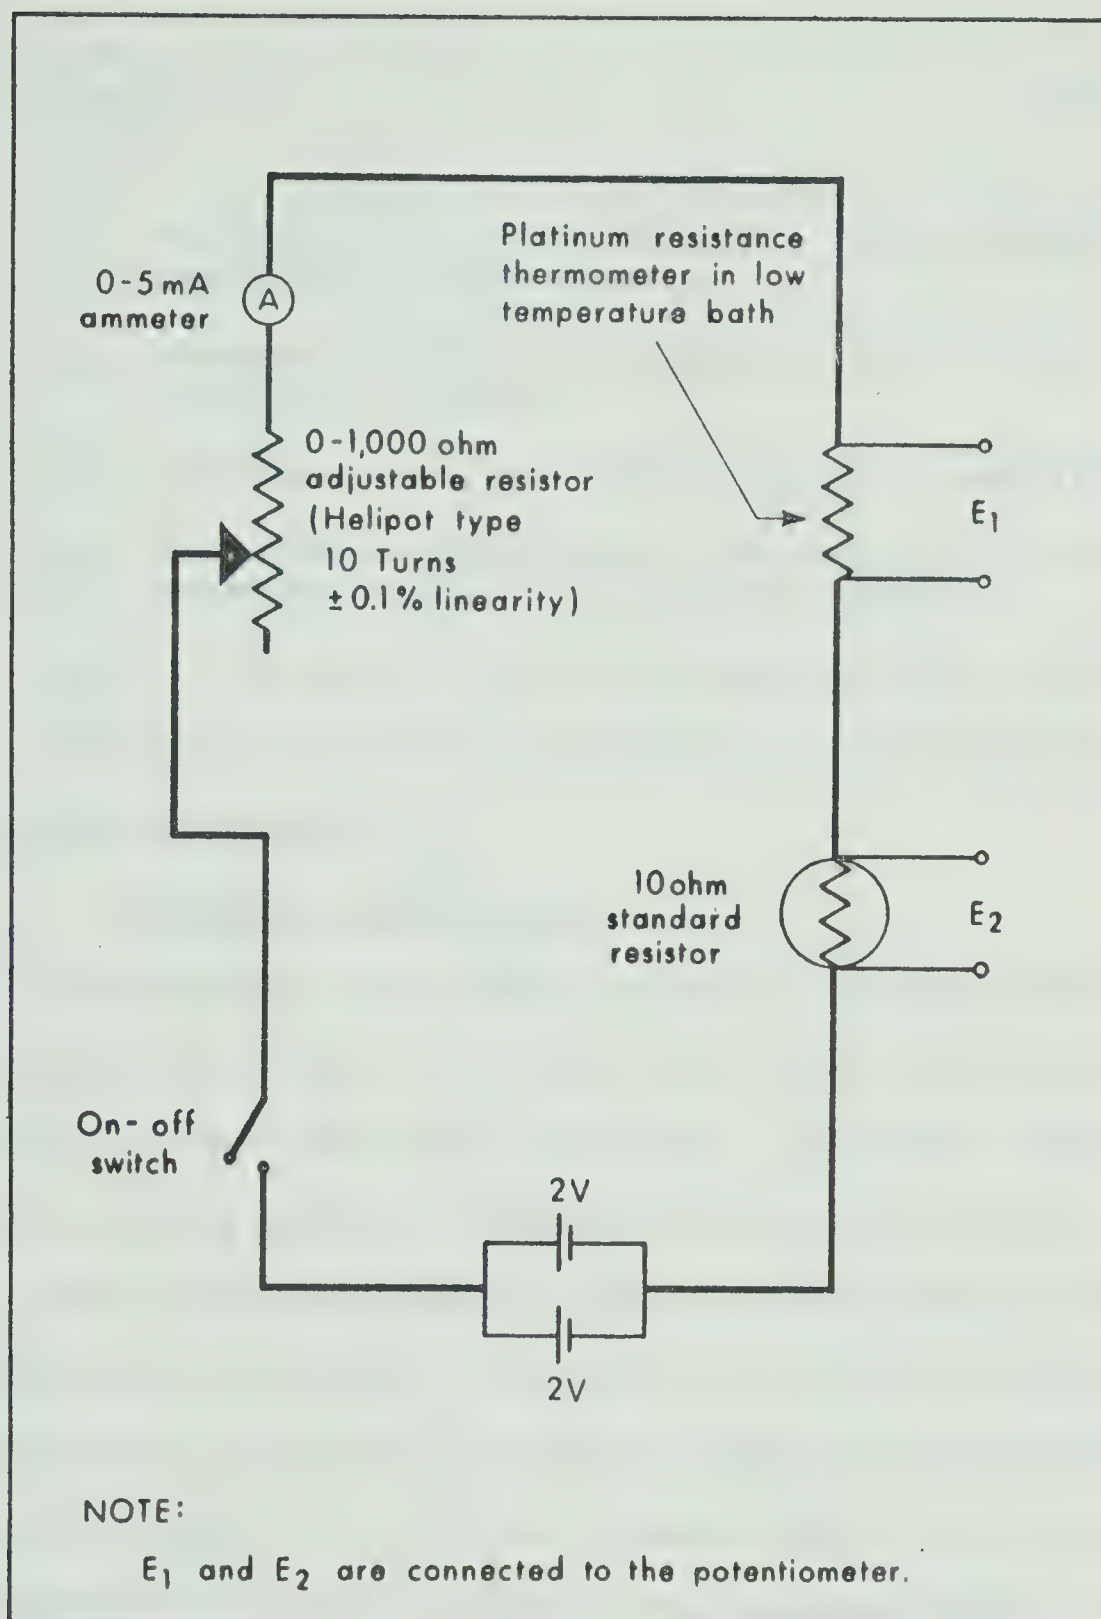 Platinum resistance
thermometer in low
temperature bath
0-5mA
ammeter
A
0-1,000 ohm
adjustable resistor
(Helipot type
10 Turns
±0.1% linearity)
E₁
10 ohm
standard
resistor
E₂
On-off
switch
2V
2V
NOTE:
E₁ and E₂ are connected to the potentiometer.